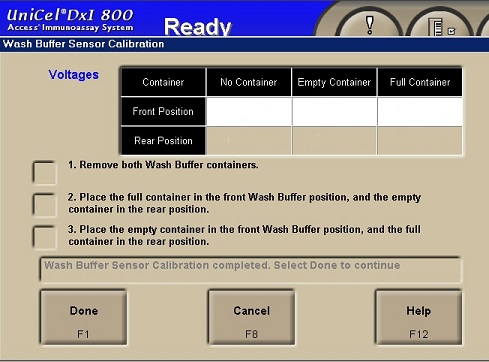 UniCel® DxI 800
Access® Immunoassay System
Ready
Wash Buffer Sensor Calibration
Voltages
Container No Container Empty Container Full Container
Front Position
Rear Position
1. Remove both Wash Buffer containers.
2. Place the full container in the front Wash Buffer position, and the empty
container in the rear position.
3. Place the empty container in the front Wash Buffer position, and the full
container in the rear position.
Wash Buffer Sensor Calibration completed. Select Done to continue
Done Cancel Help
F1 F8 F12